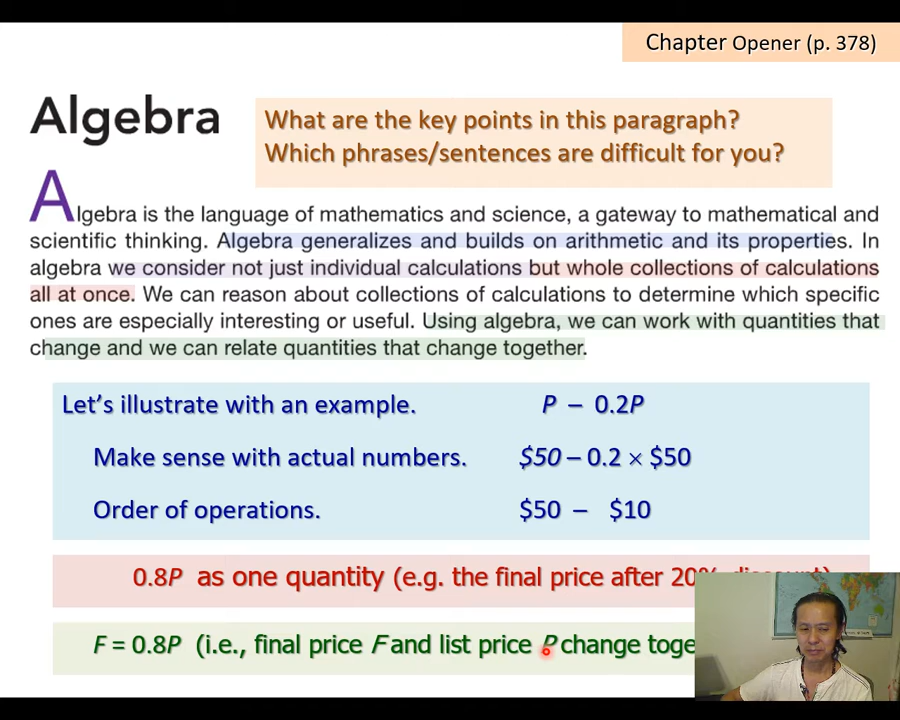 Chapter Opener (p. 378)
Algebra
What are the key points in this paragraph?
Which phrases/sentences are difficult for you?
Algebra is the language of mathematics and science, a gateway to mathematical and
scientific thinking. Algebra generalizes and builds on arithmetic and its properties. In
algebra we consider not just individual calculations but whole collections of calculations
all at once. We can reason about collections of calculations to determine which specific
ones are especially interesting or useful. Using algebra, we can work with quantities that
change and we can relate quantities that change together.
Let's illustrate with an example. P – 0.2P
Make sense with actual numbers. $50 – 0.2 × $50
Order of operations. $50 – $10
0.8P as one quantity (e.g. the final price after 20% discount)
F = 0.8P (i.e., final price F and list price P change toge